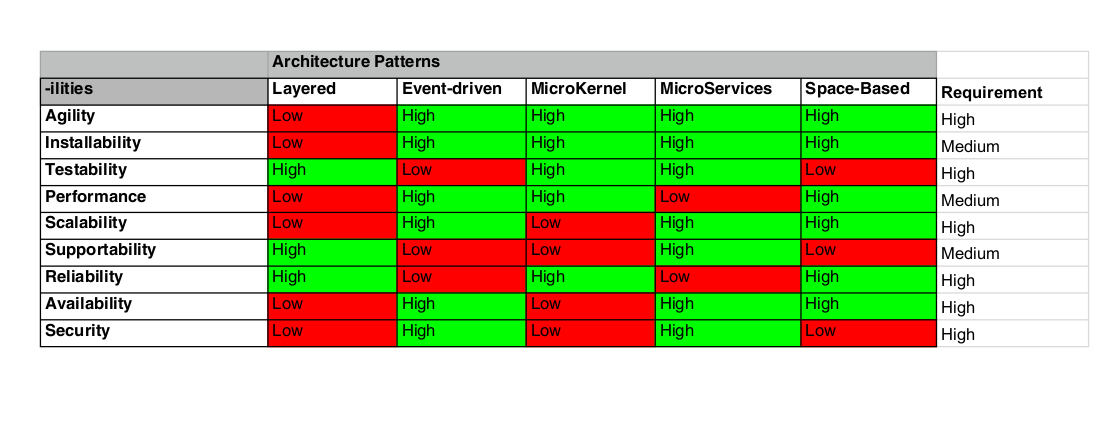 Architecture Patterns
-ilities Layered Event-driven MicroKernel MicroServices Space-Based Requirement
Agility Low High High High High High
Installability Low High High High High Medium
Testability High Low High High Low High
Performance Low High High Low High Medium
Scalability Low High Low High High High
Supportability High Low Low High Low Medium
Reliability High Low High Low High High
Availability Low High Low High High High
Security Low High Low High Low High